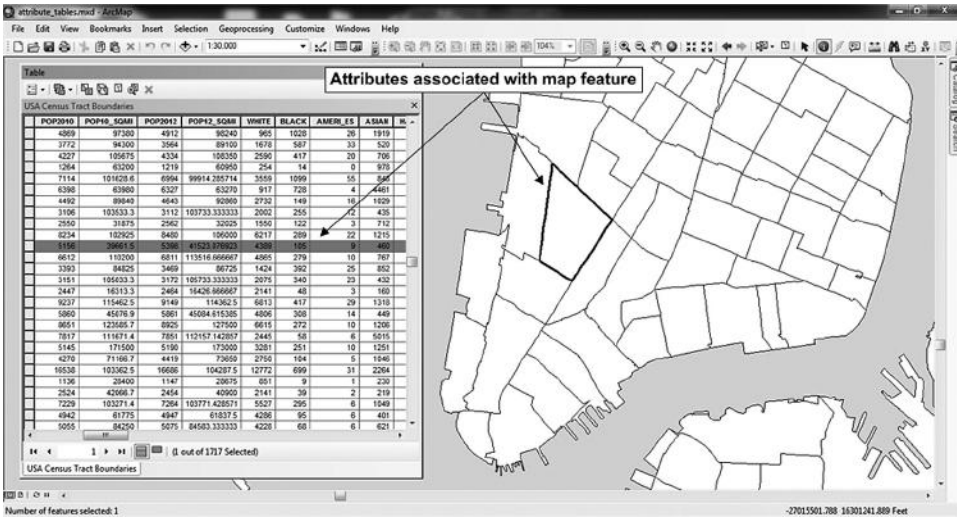 attribute_tables.mxd - ArcMap
File Edit View Bookmarks Insert Selection Geoprocessing Customize Windows Help
1:30,000 104%
Table
Attributes associated with map feature
USA Census Tract Boundaries
POP2010 POP10_SQMI POP2012 POP12_SQMI WHITE BLACK AMERI_ES ASIAN
4869 97380 4912 98240 965 1028 26 1919
3772 94300 3564 89100 1678 587 33 520
4227 105675 4334 108350 2590 417 20 706
1264 63200 1219 60950 254 14 0 978
7114 101628.6 6994 99914.285714 3559 1099 55
6398 63980 6327 63270 917 728 4 4461
4492 89840 4643 92860 2732 149 16 1029
3106 103533.3 3112 103733.333333 2002 255 12 435
2550 31875 2562 32025 1550 122 3 712
8234 102925 8480 106000 6217 289 22 1215
5156 39661.5 5398 41523.076923 4389 105 9 460
6612 110200 6811 113516.666667 4865 279 10 767
3393 84825 3469 86725 1424 392 25 852
3151 105033.3 3172 105733.333333 2075 340 23 432
2447 16313.3 2464 16426.666667 2141 48 3 160
9237 115462.5 9149 114362.5 6813 417 29 1318
5860 45076.9 5861 45084.615385 4806 308 14 449
8651 123585.7 8925 127500 6615 272 10 1206
7817 111671.4 7851 112157.142857 2445 58 6 5015
5145 171500 5190 173000 3281 251 10 1251
4270 71166.7 4419 73650 2750 104 5 1046
16538 103362.5 16686 104287.5 12772 699 31 2264
1136 28400 1147 28675 851 9 1 230
2524 42066.7 2454 40900 2141 39 2 219
7229 103271.4 7264 103771.428571 5527 295 6 1049
4942 61775 4947 61837.5 4286 95 6 401
5055 84250 5075 84583.333333 4228 68 6 621
1 (1 out of 1717 Selected)
USA Census Tract Boundaries
Number of features selected: 1
-27015501.788 16301241.889 Feet
Catalog
Search